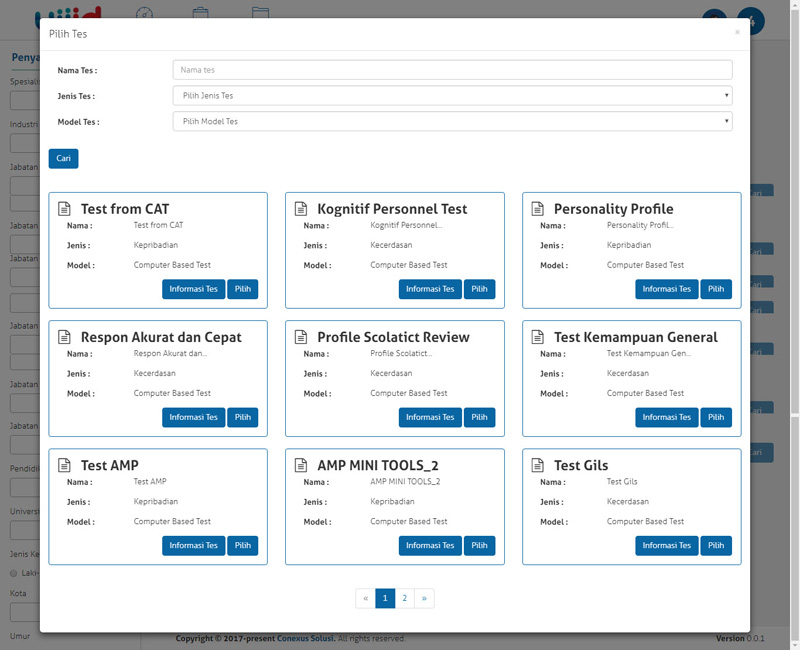 Pilih Tes
×
Nama Tes :
Nama tes
Jenis Tes :
Pilih Jenis Tes
Model Tes :
Pilih Model Tes
Cari
Test from CAT
Nama : Test from CAT
Jenis : Kepribadian
Model : Computer Based Test
Informasi Tes Pilih
Kognitif Personnel Test
Nama : Kognitif Personnel...
Jenis : Kecerdasan
Model : Computer Based Test
Informasi Tes Pilih
Personality Profile
Nama : Personality Profil...
Jenis : Kepribadian
Model : Computer Based Test
Informasi Tes Pilih
Respon Akurat dan Cepat
Nama : Respon Akurat dan...
Jenis : Kecerdasan
Model : Computer Based Test
Informasi Tes Pilih
Profile Scolatict Review
Nama : Profile Scolatict...
Jenis : Kecerdasan
Model : Computer Based Test
Informasi Tes Pilih
Test Kemampuan General
Nama : Test Kemampuan Gen...
Jenis : Kecerdasan
Model : Computer Based Test
Informasi Tes Pilih
Test AMP
Nama : Test AMP
Jenis : Kepribadian
Model : Computer Based Test
Informasi Tes Pilih
AMP MINI TOOLS_2
Nama : AMP MINI TOOLS_2
Jenis : Kepribadian
Model : Computer Based Test
Informasi Tes Pilih
Test Gils
Nama : Test Gils
Jenis : Kecerdasan
Model : Computer Based Test
Informasi Tes Pilih
« 1 2 »
Penya
Spesialis
Industri
Jabatan
Jabatan
Jabatan
Jabatan
Jabatan
Jabatan
Pendidik
Universi
Jenis Ke
Laki-
Kota
Umur
Copyright © 2017-present Conexus Solusi. All rights reserved.
Version 0.0.1